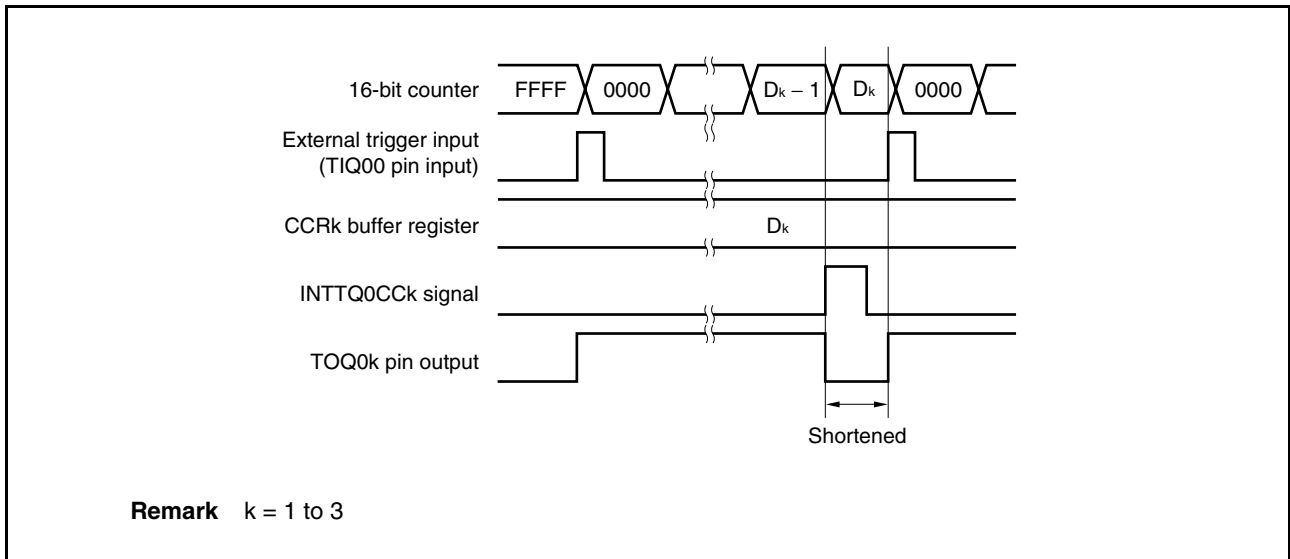 16-bit counter FFFF 0000 Dk − 1 Dk 0000
External trigger input
(TIQ00 pin input)
CCRk buffer register Dk
INTTQ0CCk signal
TOQ0k pin output
Shortened
Remark k = 1 to 3